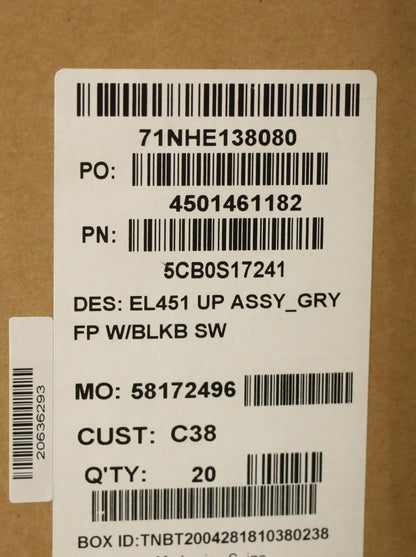 71NHE138080
PO:
4501461182
PN:
5CB0S17241
DES: EL451 UP ASSY_GRY
FP W/BLKB SW
MO: 58172496
CUST: C38
Q'TY: 20
BOX ID:TNBT2004281810380238
20636293